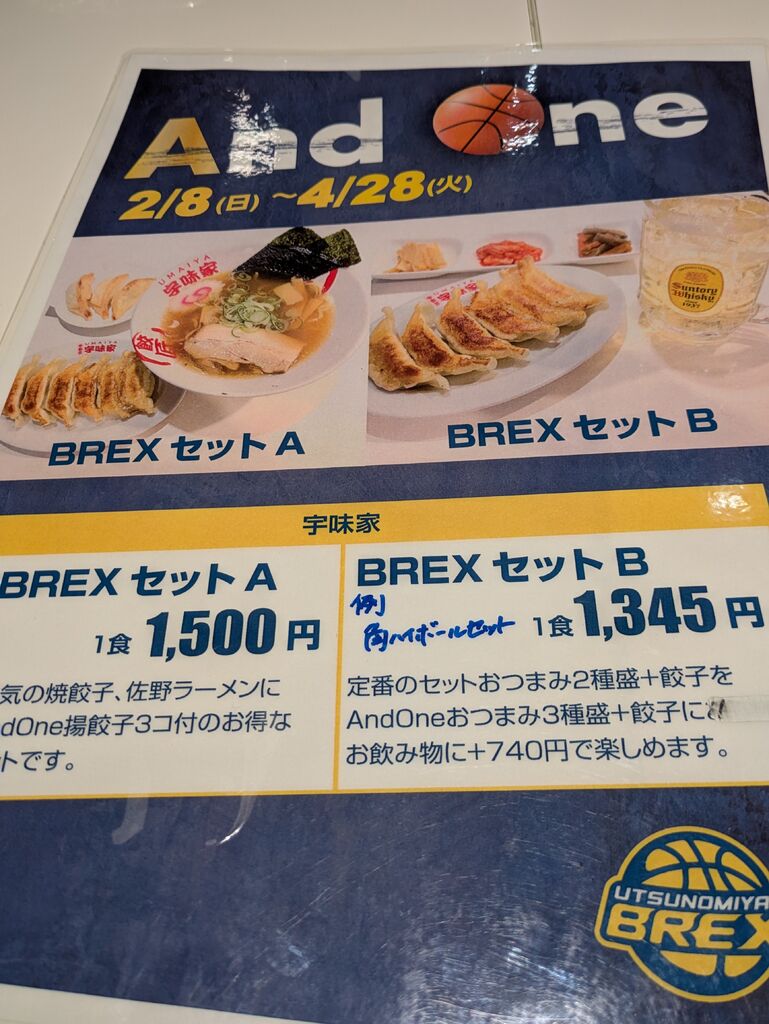 And One
2/8(日)~4/28(火)
UMAIYA
宇味家
UMAIYA
宇味家
Suntory
Whisky
1937
BREX セット A
BREX セット B
宇味家
BREX セット A
1食 1,500 円
気の焼餃子、佐野ラーメンに
dOne揚餃子3コ付のお得な
トです。
BREX セット B
例)
角ハイボールセット
1食 1,345 円
定番のセットおつまみ2種盛+餃子を
AndOneおつまみ3種盛+餃子に
お飲み物に+740円で楽しめます。
UTSUNOMIYA
BREX